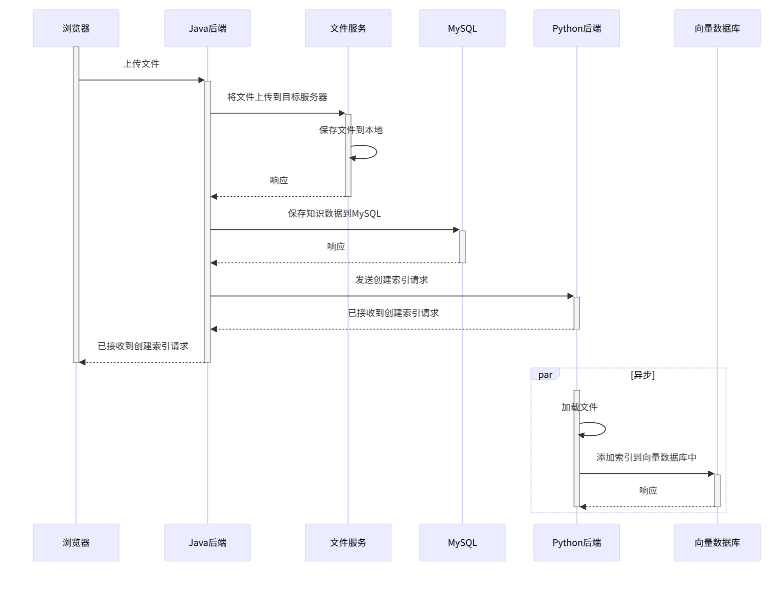 浏览器
Java后端
文件服务
MySQL
Python后端
向量数据库
上传文件
将文件上传到目标服务器
保存文件到本地
响应
保存知识数据到MySQL
响应
发送创建索引请求
已接收到创建索引请求
已接收到创建索引请求
par
[异步]
加载文件
添加索引到向量数据库中
响应
浏览器
Java后端
文件服务
MySQL
Python后端
向量数据库